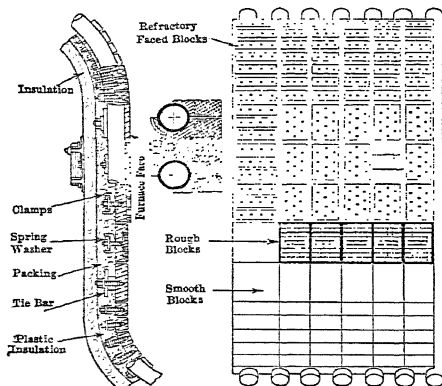 Refractory
Faced Blocks
Insulation
Furnace Face
Clamps
Spring
Washer
Packing
Tie Bar
Plastic
Insulation
Rough
Blocks
Smooth
Blocks